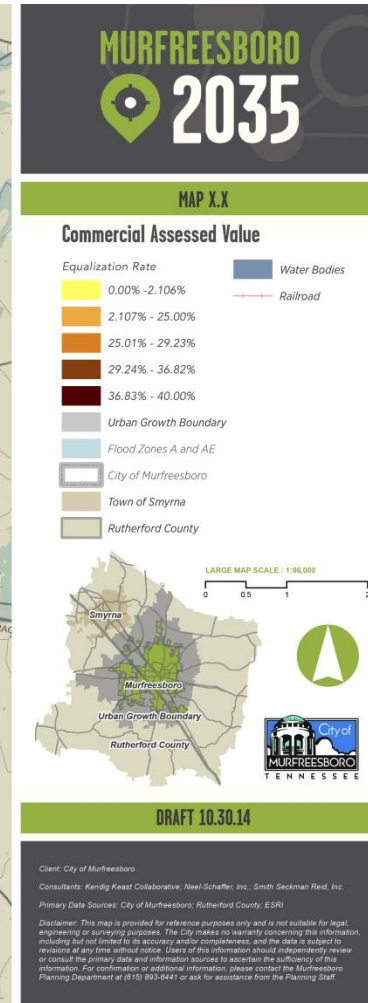 MURFREESBORO
2035
MAP X.X
Commercial Assessed Value
Equalization Rate
0.00% -2.106%
2.107% - 25.00%
25.01% - 29.23%
29.24% - 36.82%
36.83% - 40.00%
Urban Growth Boundary
Flood Zones A and AE
City of Murfreesboro
Town of Smyrna
Rutherford County
Water Bodies
Railroad
LARGE MAP SCALE : 1:86,000
0 0.5 1 2
Smyrna
Murfreesboro
Urban Growth Boundary
Rutherford County
City of
MURFREESBORO
TENNESSEE
DRAFT 10.30.14
Client: City of Murfreesboro
Consultants: Kendig Keast Collaborative; Neel-Schaffer, Inc.; Smith Seckman Reid, Inc.
Primary Data Sources: City of Murfreesboro; Rutherford County; ESRI
Disclaimer: This map is provided for reference purposes only and is not suitable for legal,
engineering or surveying purposes. The City makes no warranty concerning this information,
including but not limited to its accuracy and/or completeness, and the data is subject to
revisions at any time without notice. Users of this information should independently review
or consult the primary data and information sources to ascertain the sufficiency of this
information. For confirmation or additional information, please contact the Murfreesboro
Planning Department at (615) 893-6441 or ask for assistance from the Planning Staff.